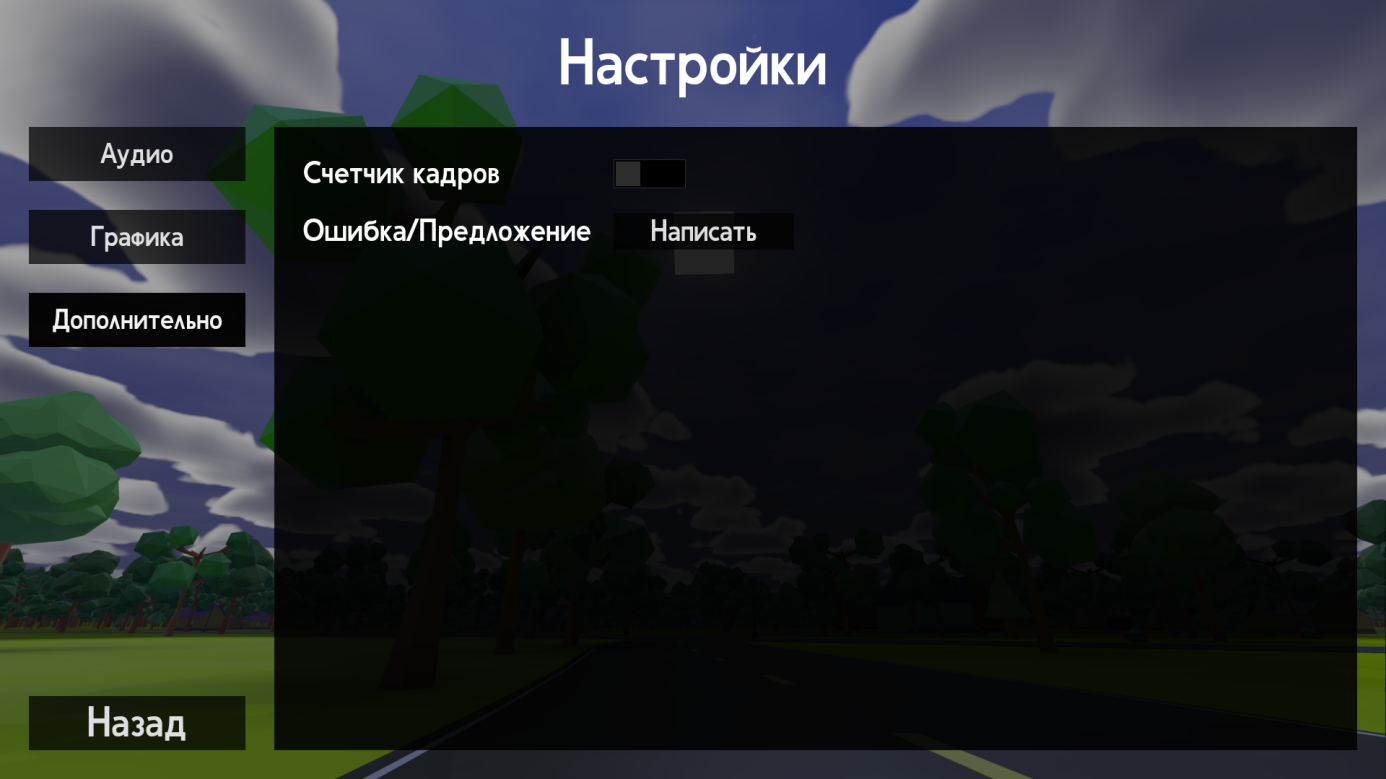 Настройки
Аудио
Графика
Дополнительно
Назад
Счетчик кадров
Ошибка/Предложение Написать